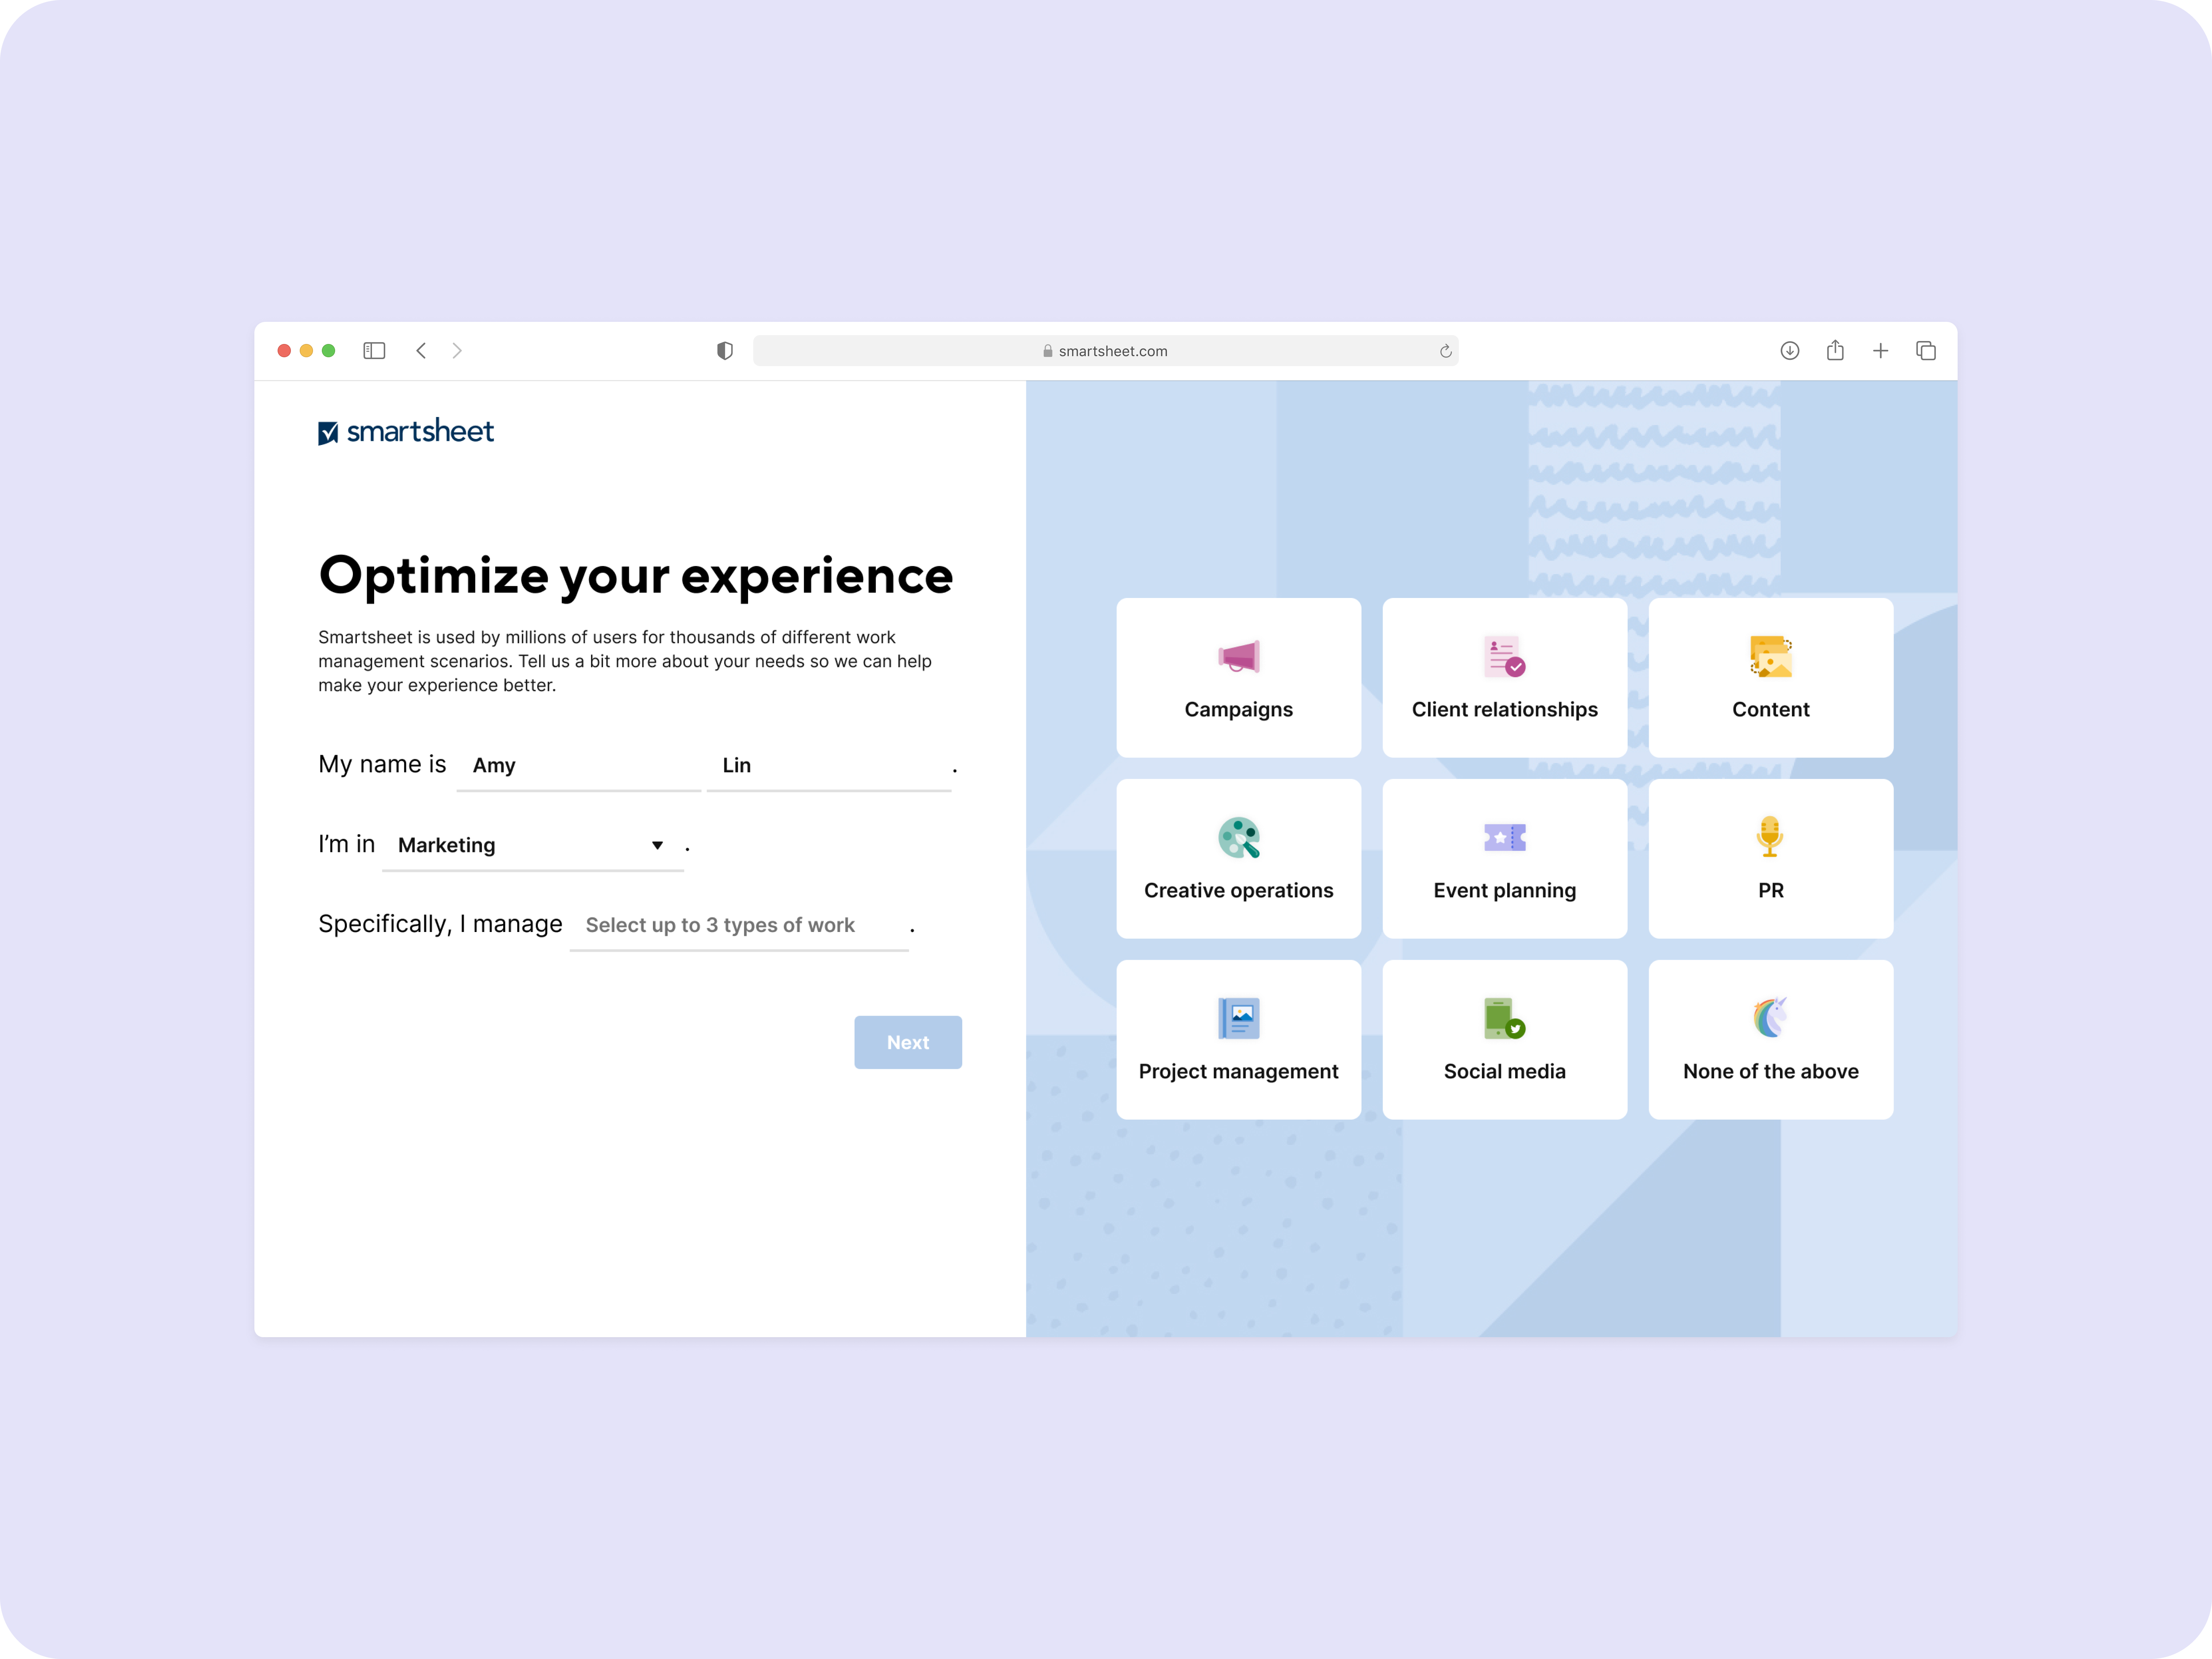 smartsheet.com
smartsheet
Optimize your experience
Smartsheet is used by millions of users for thousands of different work
management scenarios. Tell us a bit more about your needs so we can help
make your experience better.
My name is Amy Lin .
I’m in Marketing .
Specifically, I manage Select up to 3 types of work .
Next
Campaigns
Client relationships
Content
Creative operations
Event planning
PR
Project management
Social media
None of the above